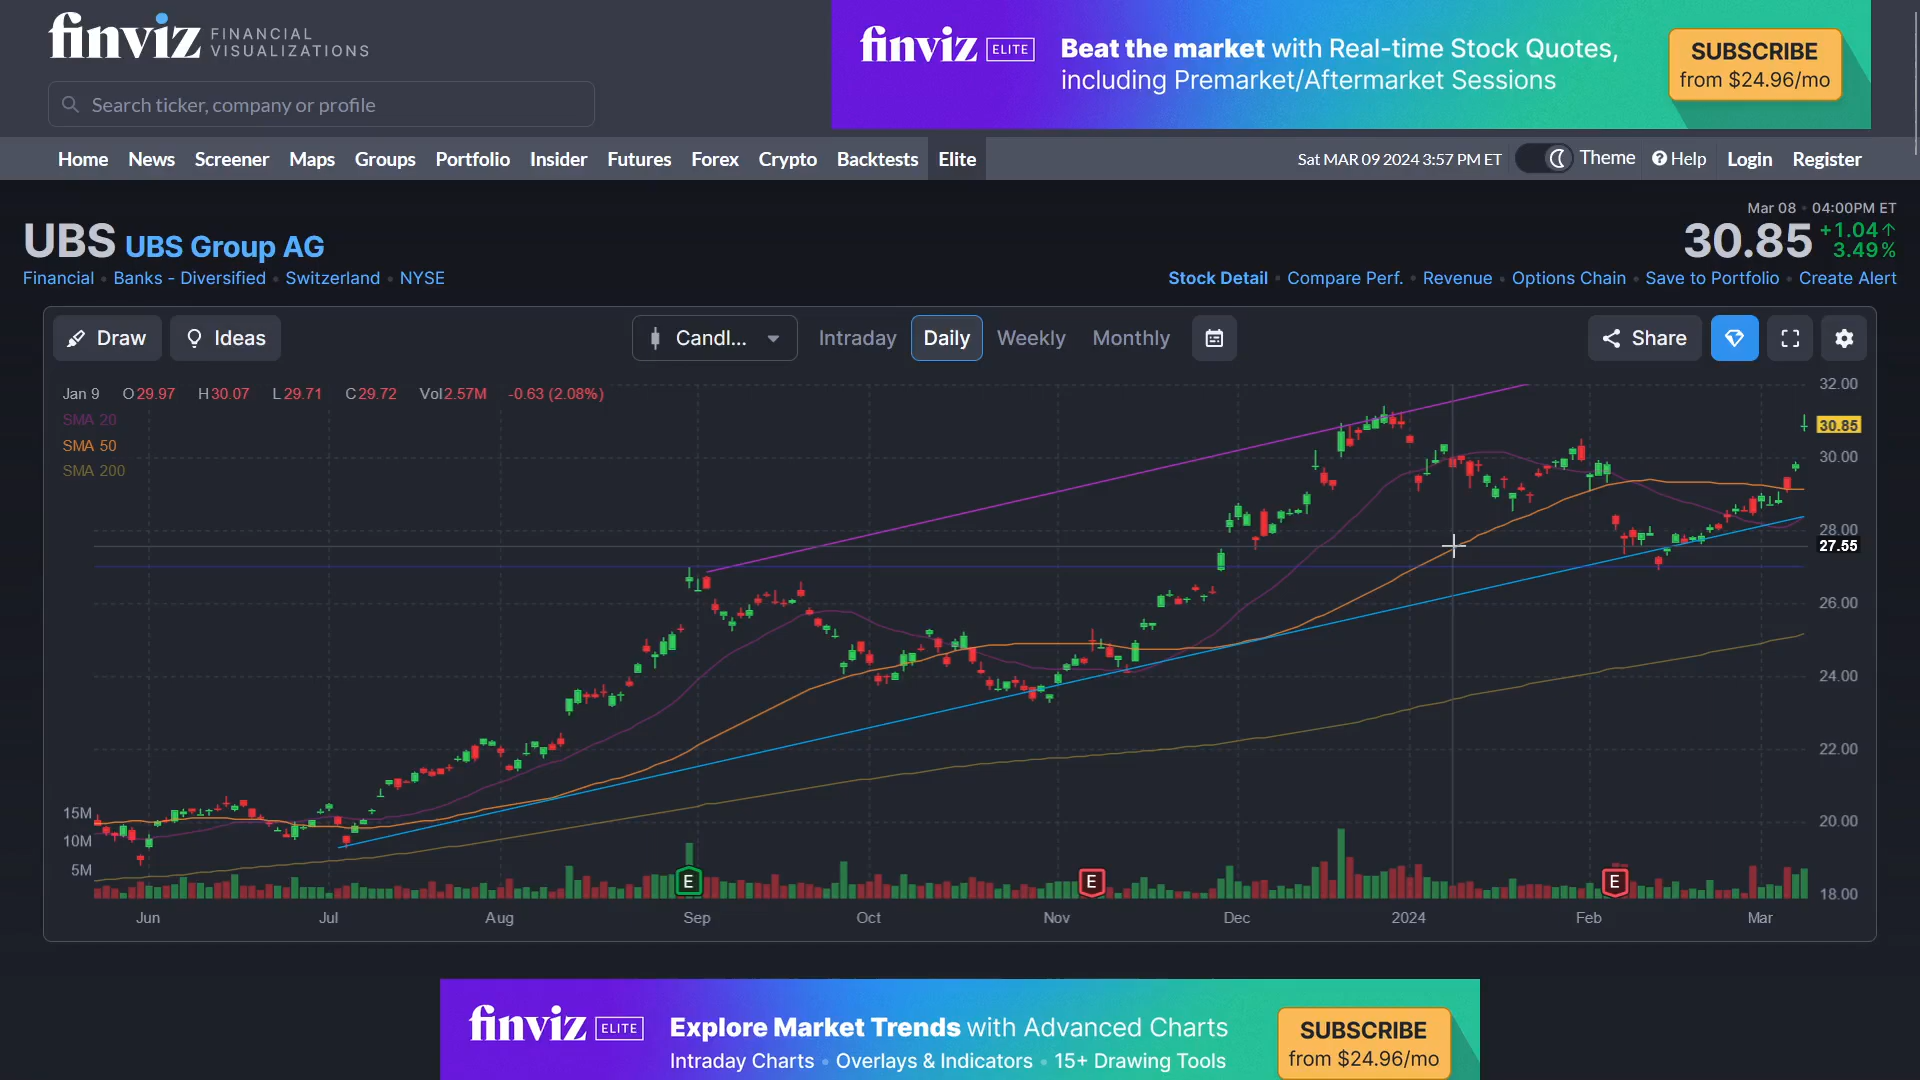 finviz FINANCIAL
VISUALIZATIONS
Search ticker, company or profile
finviz ELITE
Beat the market with Real-time Stock Quotes,
including Premarket/Aftermarket Sessions
SUBSCRIBE
from $24.96/mo
Home News Screener Maps Groups Portfolio Insider Futures Forex Crypto Backtests Elite
Sat MAR 09 2024 3:57 PM ET Theme Help Login Register
Mar 08 • 04:00PM ET
UBS UBS Group AG
30.85 +1.04
3.49%
Financial • Banks - Diversified • Switzerland • NYSE
Stock Detail • Compare Perf. • Revenue • Options Chain • Save to Portfolio • Create Alert
Draw Ideas Candl... Intraday Daily Weekly Monthly Share
Jan 9 O29.97 H30.07 L29.71 C29.72 Vol2.57M -0.63 (2.08%)
SMA 20
SMA 50
SMA 200
32.00
30.85
30.00
28.00
27.55
26.00
24.00
22.00
20.00
18.00
15M
10M
5M
E E E
Jun Jul Aug Sep Oct Nov Dec 2024 Feb Mar
finviz ELITE
Explore Market Trends with Advanced Charts
Intraday Charts • Overlays & Indicators • 15+ Drawing Tools
SUBSCRIBE
from $24.96/mo